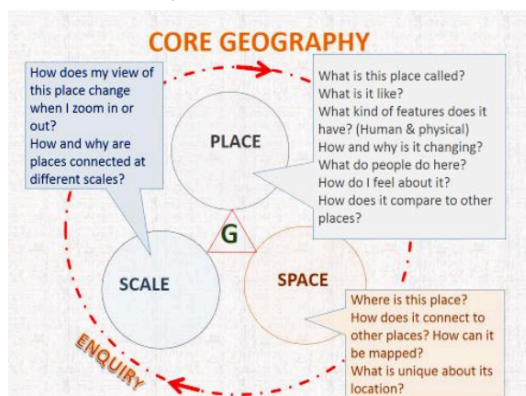 CORE GEOGRAPHY
How does my view of
this place change
when I zoom in or
out?
How and why are
places connected at
different scales?
What is this place called?
What is it like?
What kind of features does it
have? (Human & physical)
How and why is it changing?
What do people do here?
How do I feel about it?
How does it compare to other
places?
PLACE
G
SCALE
SPACE
Where is this place?
How does it connect to
other places? How can it
be mapped?
What is unique about its
location?
ENQUIRY